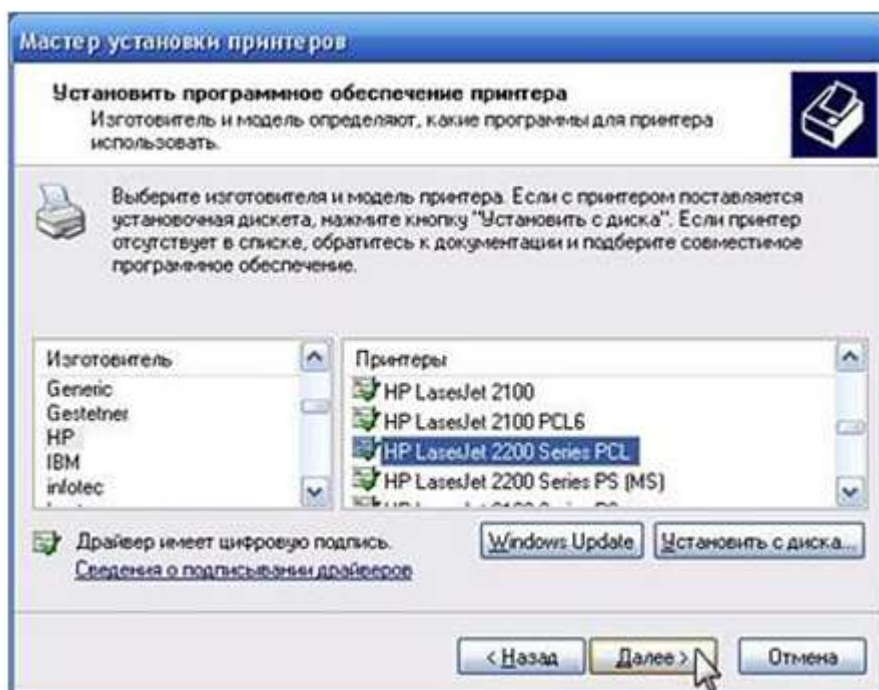 Мастер установки принтеров
Установить программное обеспечение принтера
Изготовитель и модель определяют, какие программы для принтера
использовать.
Выберите изготовителя и модель принтера. Если с принтером поставляется
установочная дискета, нажмите кнопку "Установить с диска". Если принтер
отсутствует в списке, обратитесь к документации и подберите совместимое
программное обеспечение.
Изготовитель
Generic
Gestetner
HP
IBM
infotec
Принтеры
HP LaserJet 2100
HP LaserJet 2100 PCL6
HP LaserJet 2200 Series PCL
HP LaserJet 2200 Series PS (MS)
Драйвер имеет цифровую подпись.
Сведения о подписывании драйверов
Windows Update
Установить с диска...
< Назад
Далее >
Отмена